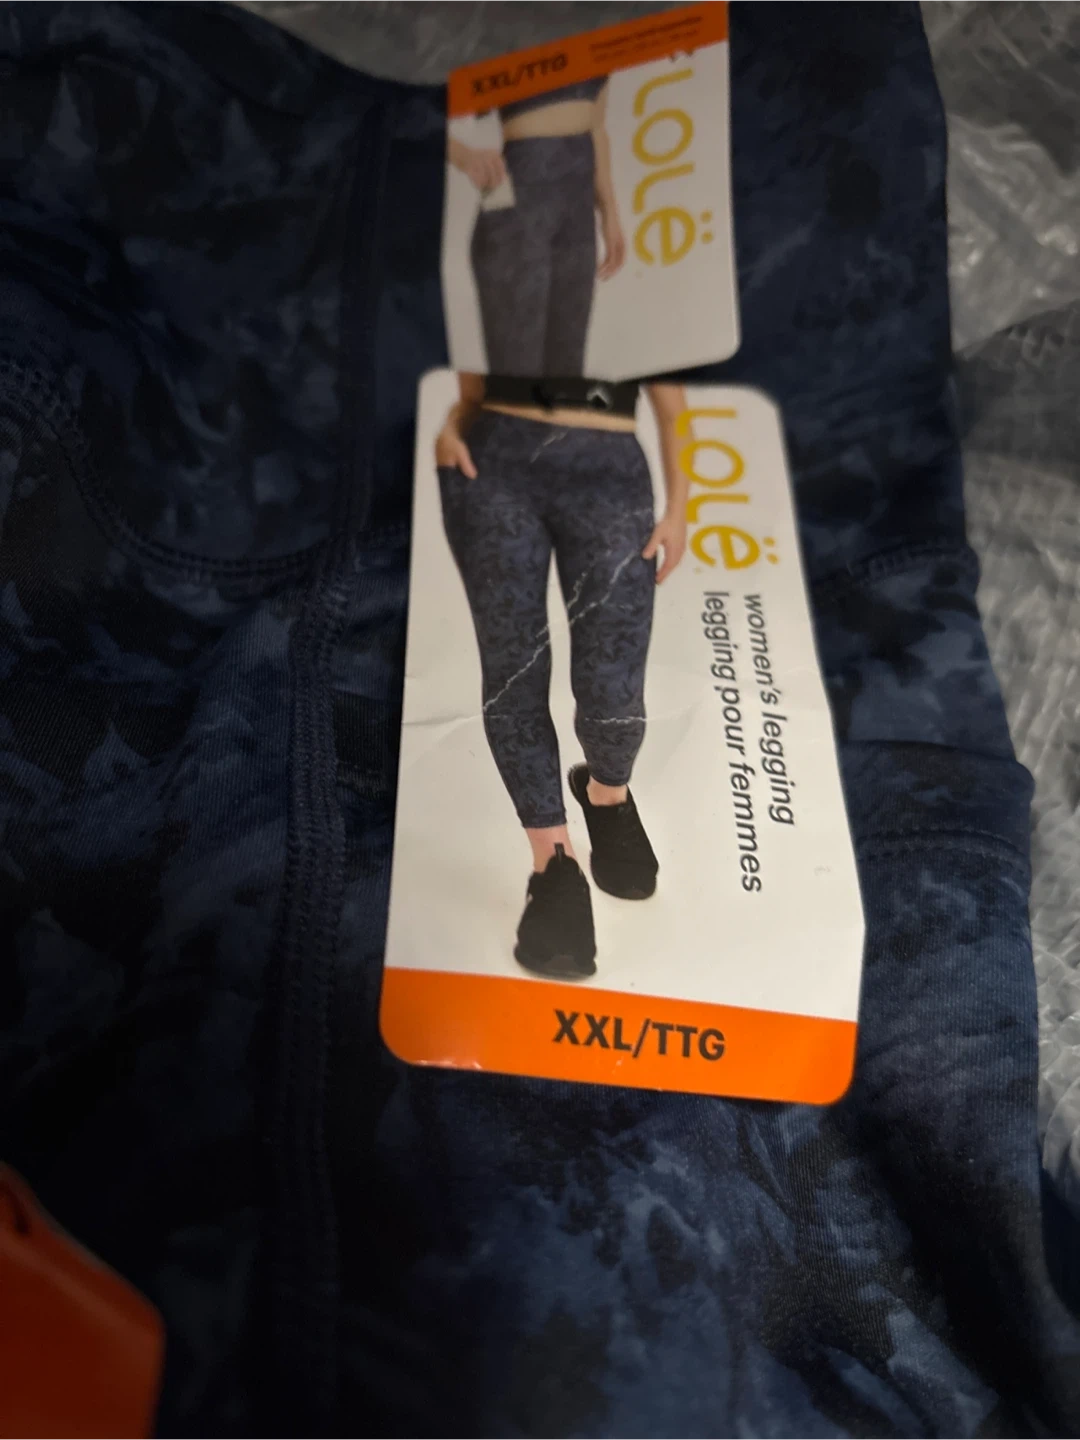 XXL/TTG
LOLË
LOLË
women's legging
legging pour femmes
XXL/TTG